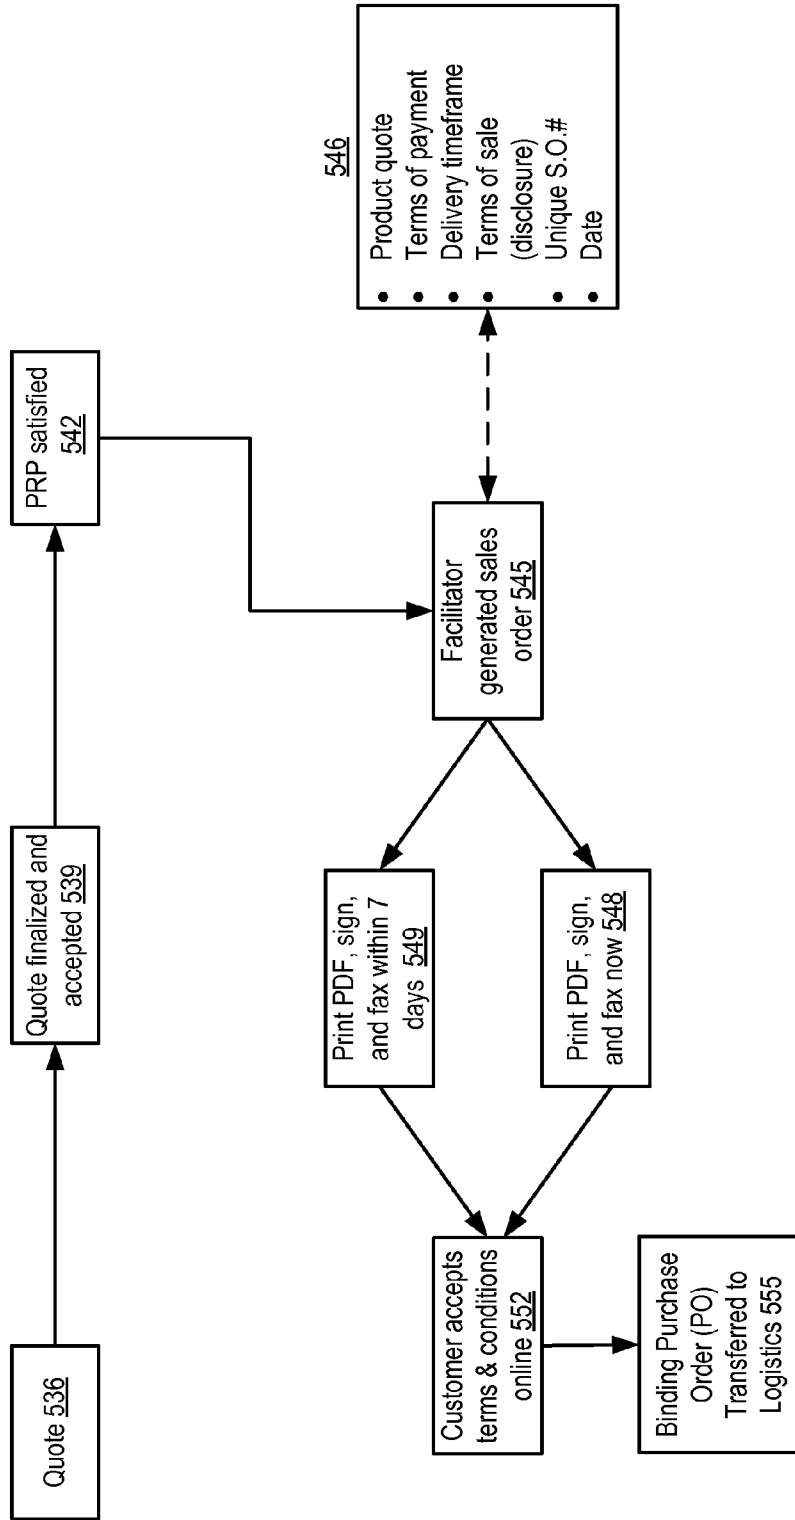 Quote 536
Quote finalized and
accepted 539
PRP satisfied
542
546
• Product quote
• Terms of payment
• Delivery timeframe
• Terms of sale
(disclosure)
• Unique S.O.#
• Date
Facilitator
generated sales
order 545
Print PDF, sign,
and fax within 7
days 549
Print PDF, sign,
and fax now 548
Customer accepts
terms & conditions
online 552
Binding Purchase
Order (PO)
Transferred to
Logistics 555